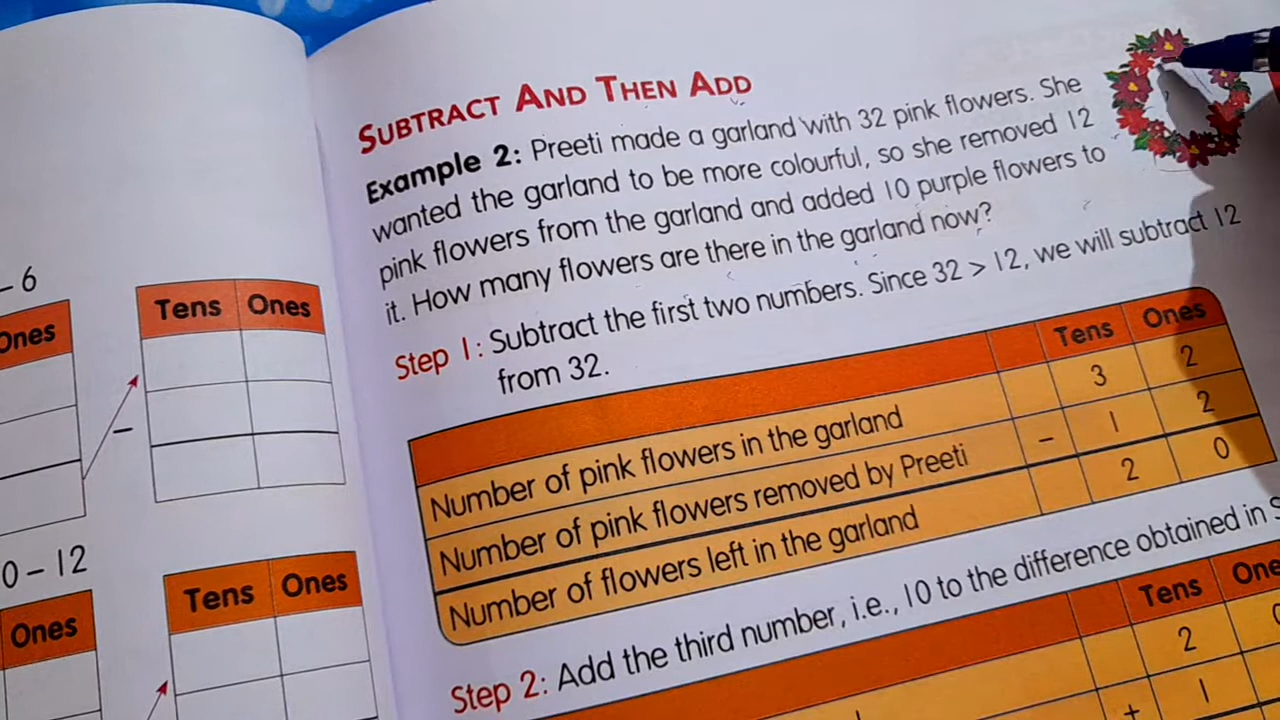 – 6
Ones
Tens Ones
–
0 – 12
Ones
Tens Ones
SUBTRACT AND THEN ADD
Example 2: Preeti made a garland with 32 pink flowers. She
wanted the garland to be more colourful, so she removed 12
pink flowers from the garland and added 10 purple flowers to
it. How many flowers are there in the garland now?
Step 1: Subtract the first two numbers. Since 32 > 12, we will subtract 12
from 32.
Tens Ones
Number of pink flowers in the garland 3 2
Number of pink flowers removed by Preeti – 1 2
Number of flowers left in the garland 2 0
Step 2: Add the third number, i.e., 10 to the difference obtained in
Tens One
2
+ 1